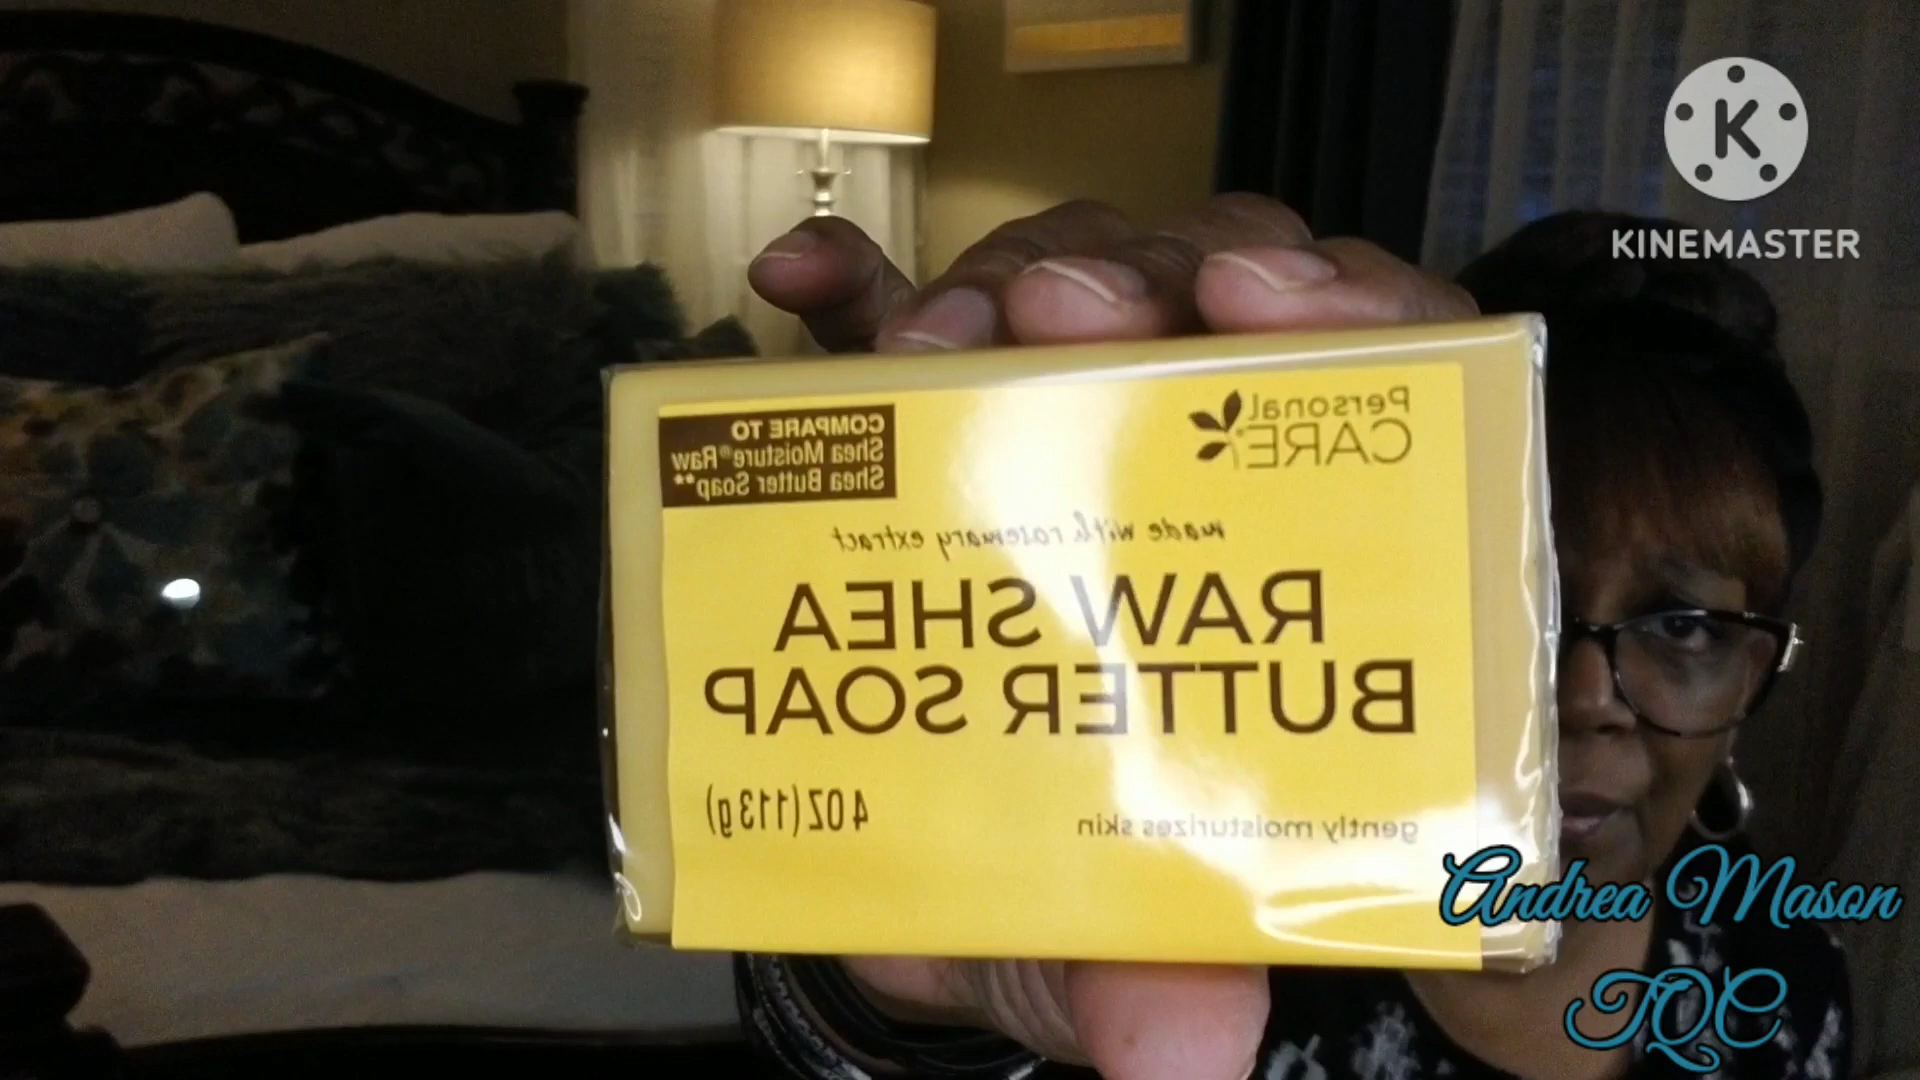 KINEMASTER
Personal
CARE®
COMPARE TO
Shea Moisture® Raw
Shea Butter Soap**
made with rosemary extract
RAW SHEA
BUTTER SOAP
gently moisturizes skin
4 OZ (113 g)
Andrea Mason
TQC